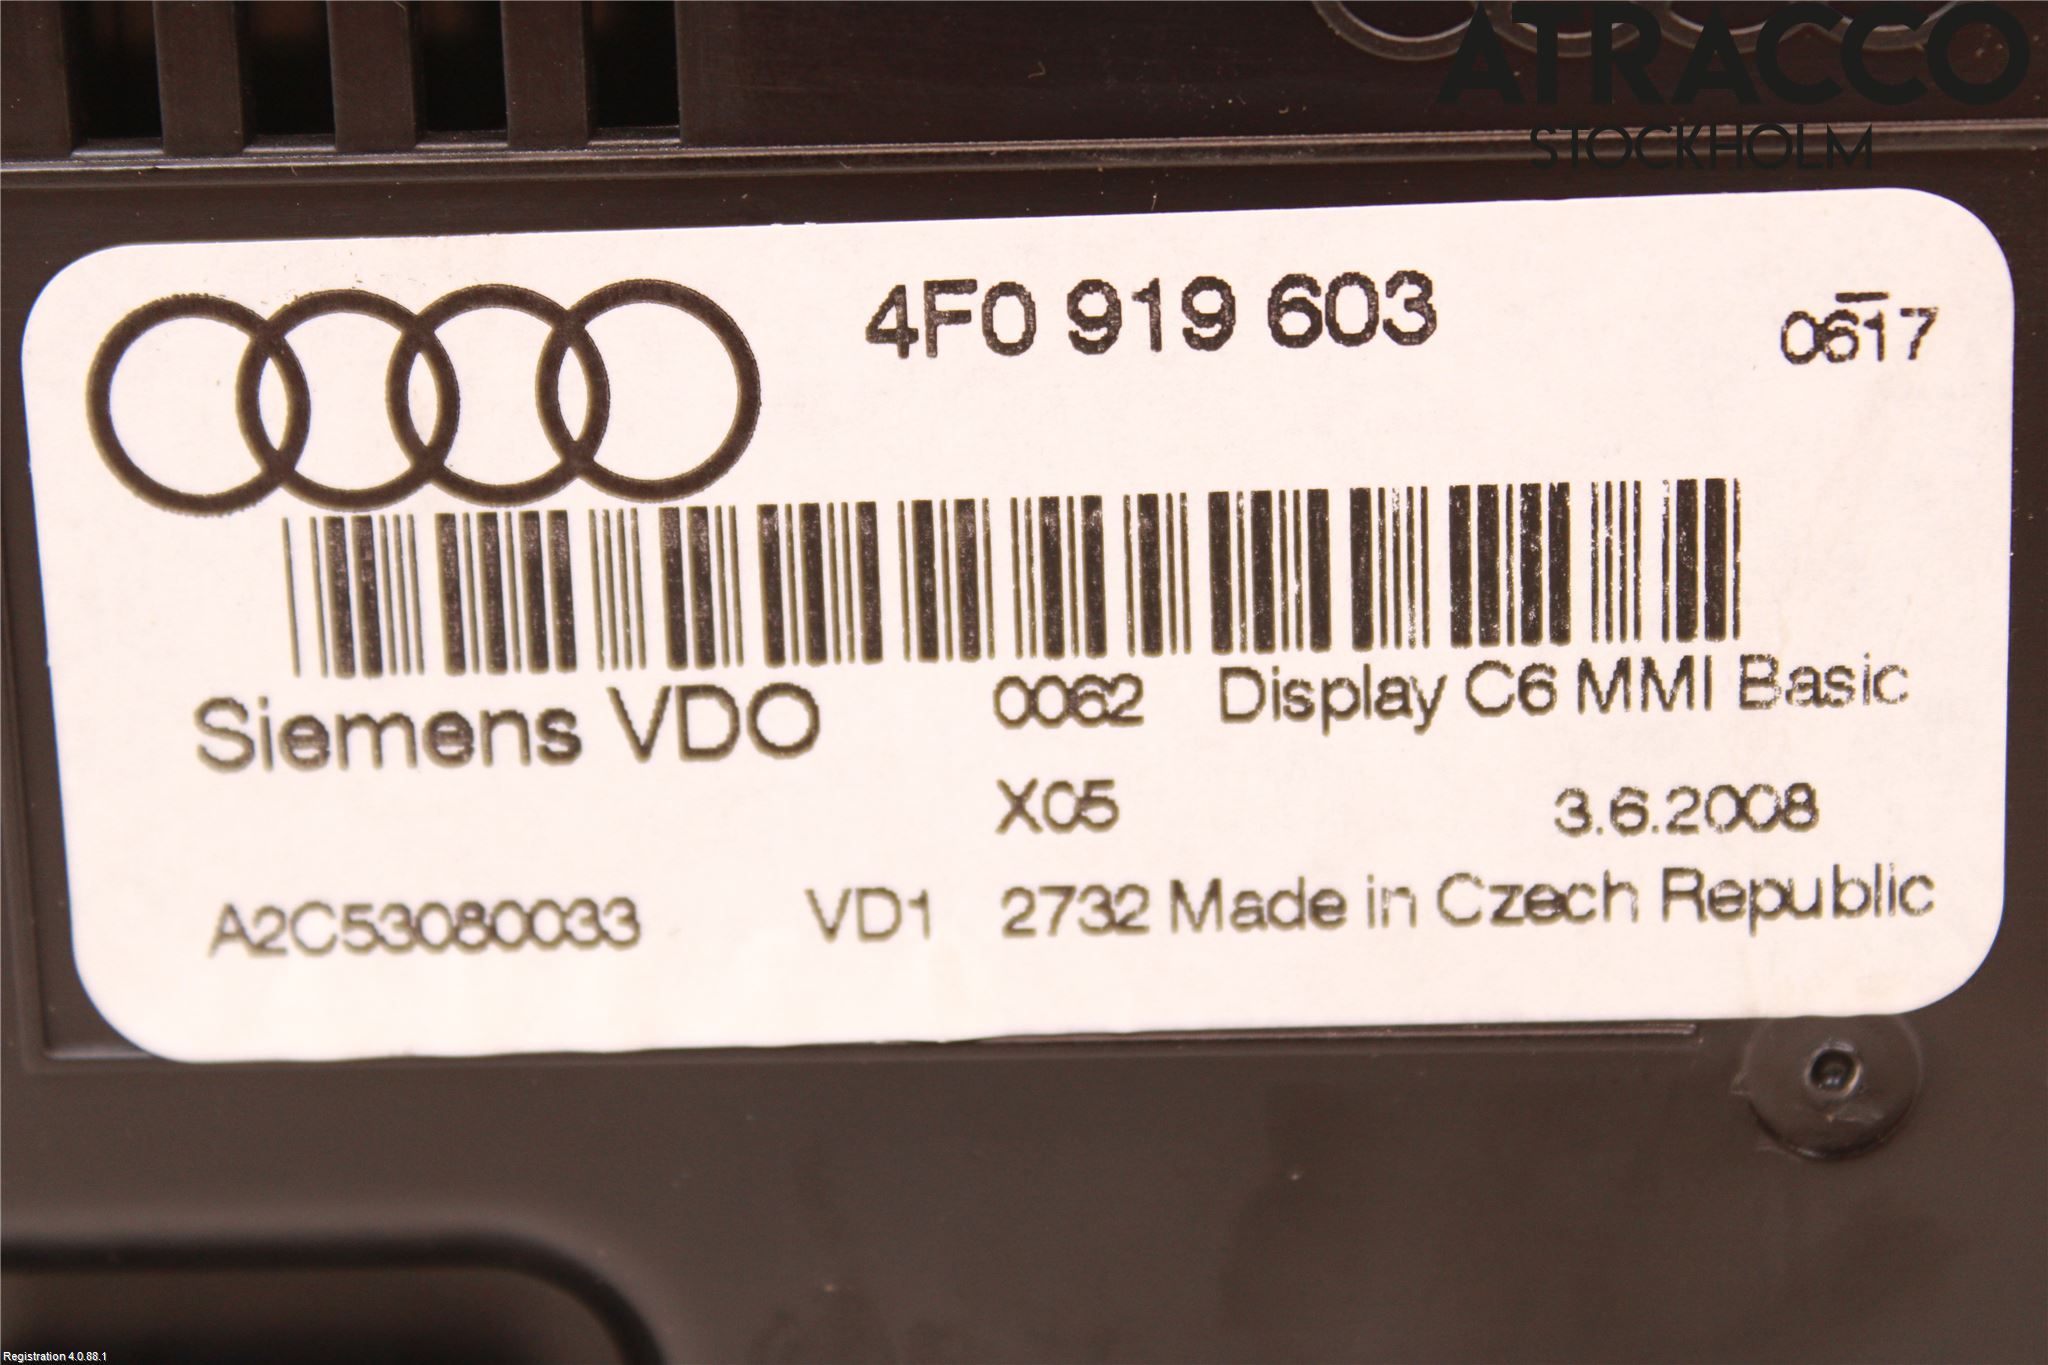 ATRACCO
STOCKHOLM
4F0 919 603
0617
Siemens VDO 0062 Display C6 MMI Basic
X05 3.6.2008
A2C53080033 VD1 2732 Made in Czech Republic
Registration 4.0.88.1